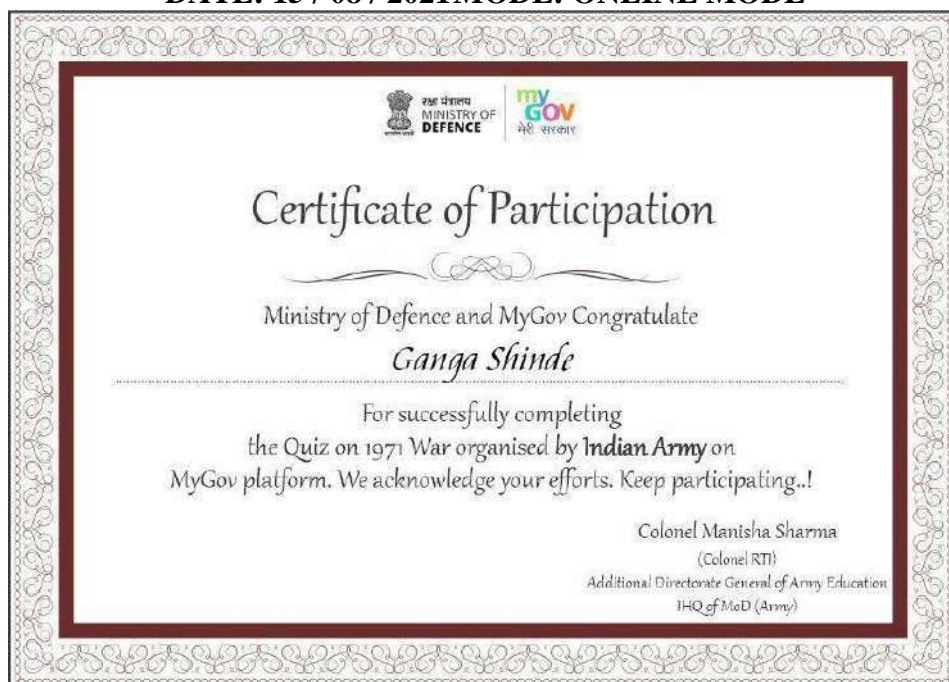 DATE: / / 2021MODE: ONLINE MODE
रक्षा मंत्रालय
MINISTRY OF
DEFENCE
my
GOV
मेरी सरकार
Certificate of Participation
Ministry of Defence and MyGov Congratulate
Ganga Shinde
For successfully completing
the Quiz on 1971 War organised by Indian Army on
MyGov platform. We acknowledge your efforts. Keep participating..!
Colonel Manisha Sharma
(Colonel RTI)
Additional Directorate General of Army Education
IHQ of MoD (Army)